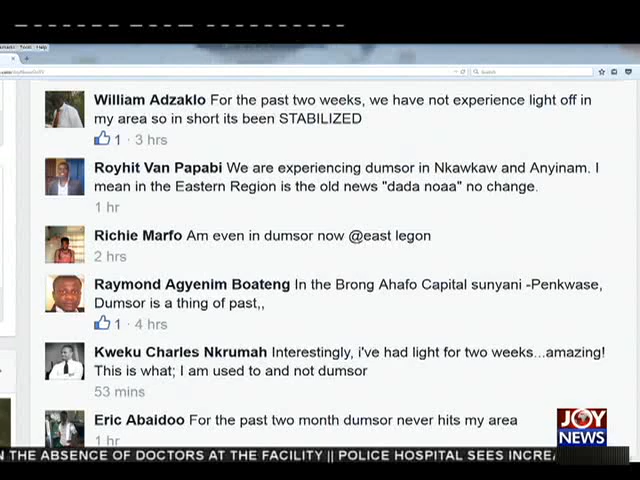 Tools Help
Search
William Adzaklo For the past two weeks, we have not experience light off in
my area so in short its been STABILIZED
1 · 3 hrs
Royhit Van Papabi We are experiencing dumsor in Nkawkaw and Anyinam. I
mean in the Eastern Region is the old news "dada noaa" no change.
1 hr
Richie Marfo Am even in dumsor now @east legon
2 hrs
Raymond Agyenim Boateng In the Brong Ahafo Capital sunyani -Penkwase,
Dumsor is a thing of past,,
1 · 4 hrs
Kweku Charles Nkrumah Interestingly, i've had light for two weeks...amazing!
This is what; I am used to and not dumsor
53 mins
Eric Abaidoo For the past two month dumsor never hits my area
1 hr
JOY
NEWS
N THE ABSENCE OF DOCTORS AT THE FACILITY || POLICE HOSPITAL SEES INCRE